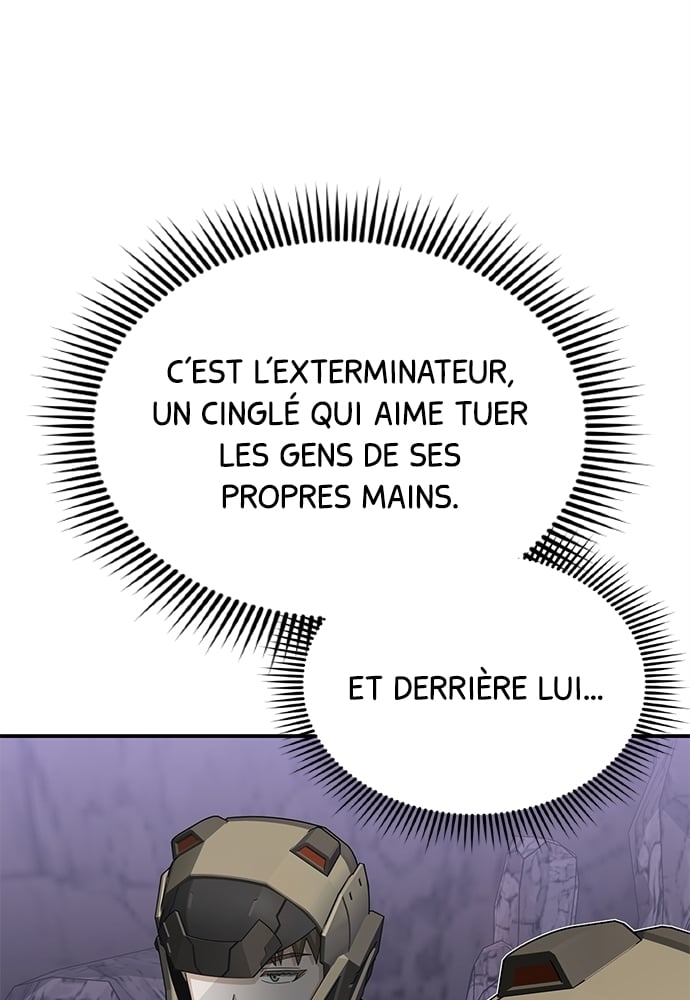 C'EST L'EXTERMINATEUR,
UN CINGLÉ QUI AIME TUER
LES GENS DE SES
PROPRES MAINS.
ET DERRIÈRE LUI...